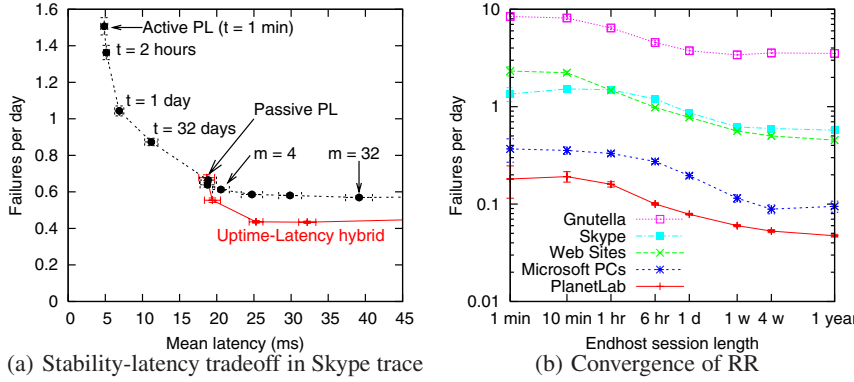 1.6
1.4
1.2
1
0.8
0.6
0.4
0.2
0
Failures per day
Active PL (t = 1 min)
t = 2 hours
t = 1 day
t = 32 days
Passive PL
m = 4
m = 32
Uptime-Latency hybrid
0 5 10 15 20 25 30 35 40 45
Mean latency (ms)
(a) Stability-latency tradeoff in Skype trace
10
1
0.1
0.01
Failures per day
Gnutella
Skype
Web Sites
Microsoft PCs
PlanetLab
1 min 10 min 1 hr 6 hr 1 d 1 w 4 w 1 year
Endhost session length
(b) Convergence of RR